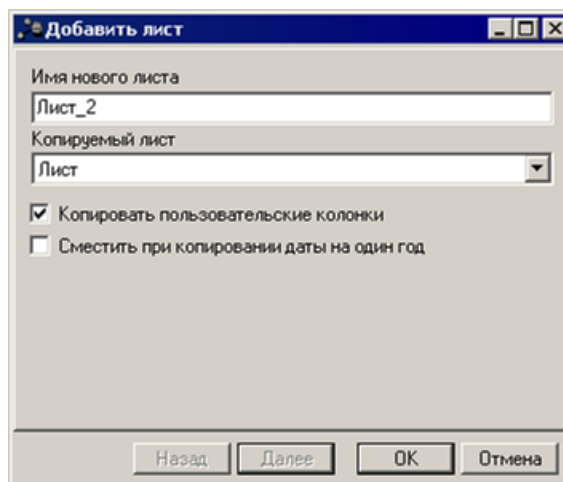 Добавить лист
Имя нового листа
Лист_2
Копируемый лист
Лист
Копировать пользовательские колонки
Сместить при копировании даты на один год
Назад Далее OK Отмена